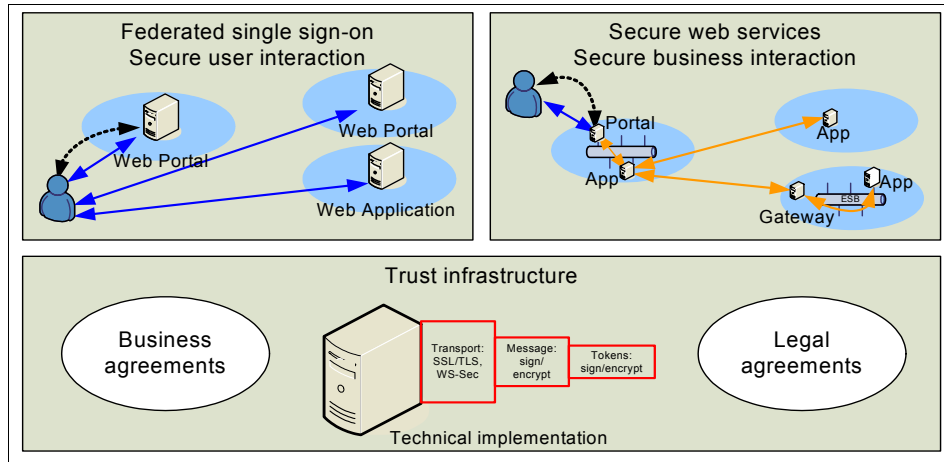 Federated single sign-on
Secure user interaction
Web Portal
Web Portal
Web Application
Secure web services
Secure business interaction
Portal
App
App
App
Gateway
ESB
Trust infrastructure
Business
agreements
Transport:
SSL/TLS,
WS-Sec
Message:
sign/
encrypt
Tokens:
sign/encrypt
Legal
agreements
Technical implementation